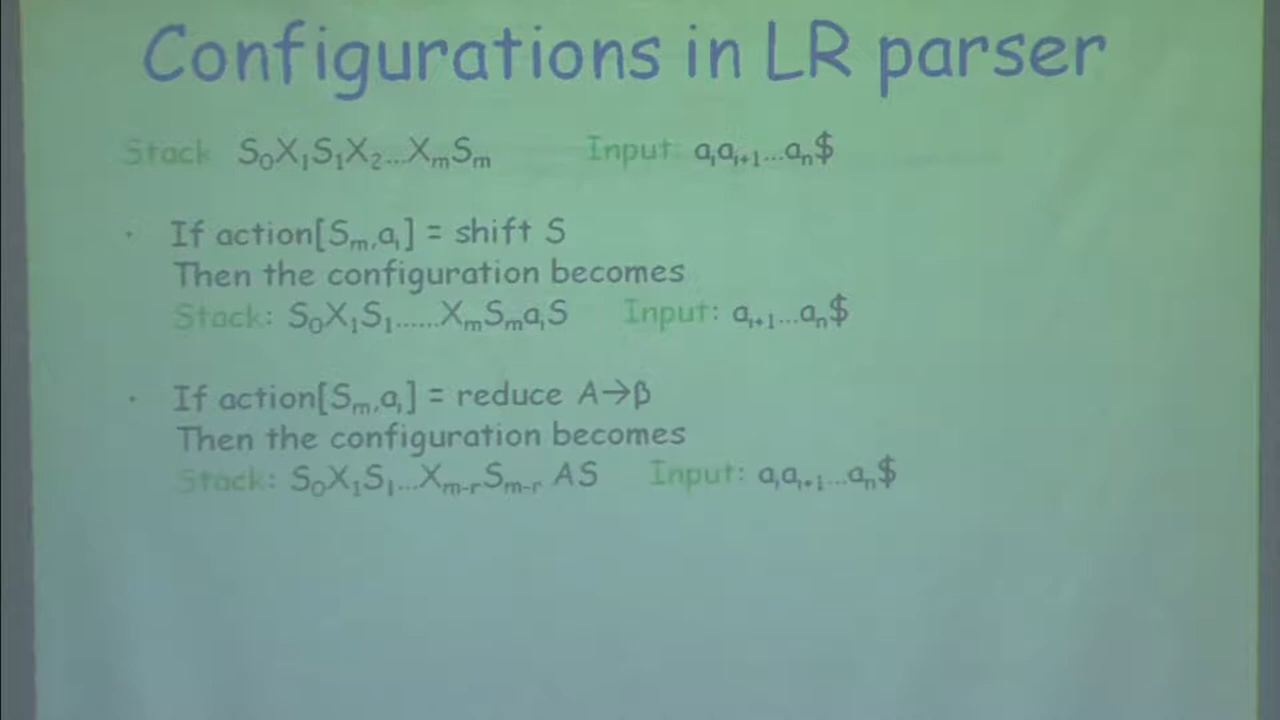 Configurations in LR parser
Stack S₀X₁S₁X₂...XₘSₘ Input: aᵢaᵢ₊₁...aₙ$
· If action[Sₘ,aᵢ] = shift S
Then the configuration becomes
Stack: S₀X₁S₁......XₘSₘaᵢS Input: aᵢ₊₁...aₙ$
· If action[Sₘ,aᵢ] = reduce A→β
Then the configuration becomes
Stack: S₀X₁S₁...Xₘ₋ᵣSₘ₋ᵣ AS Input: aᵢaᵢ₊₁...aₙ$